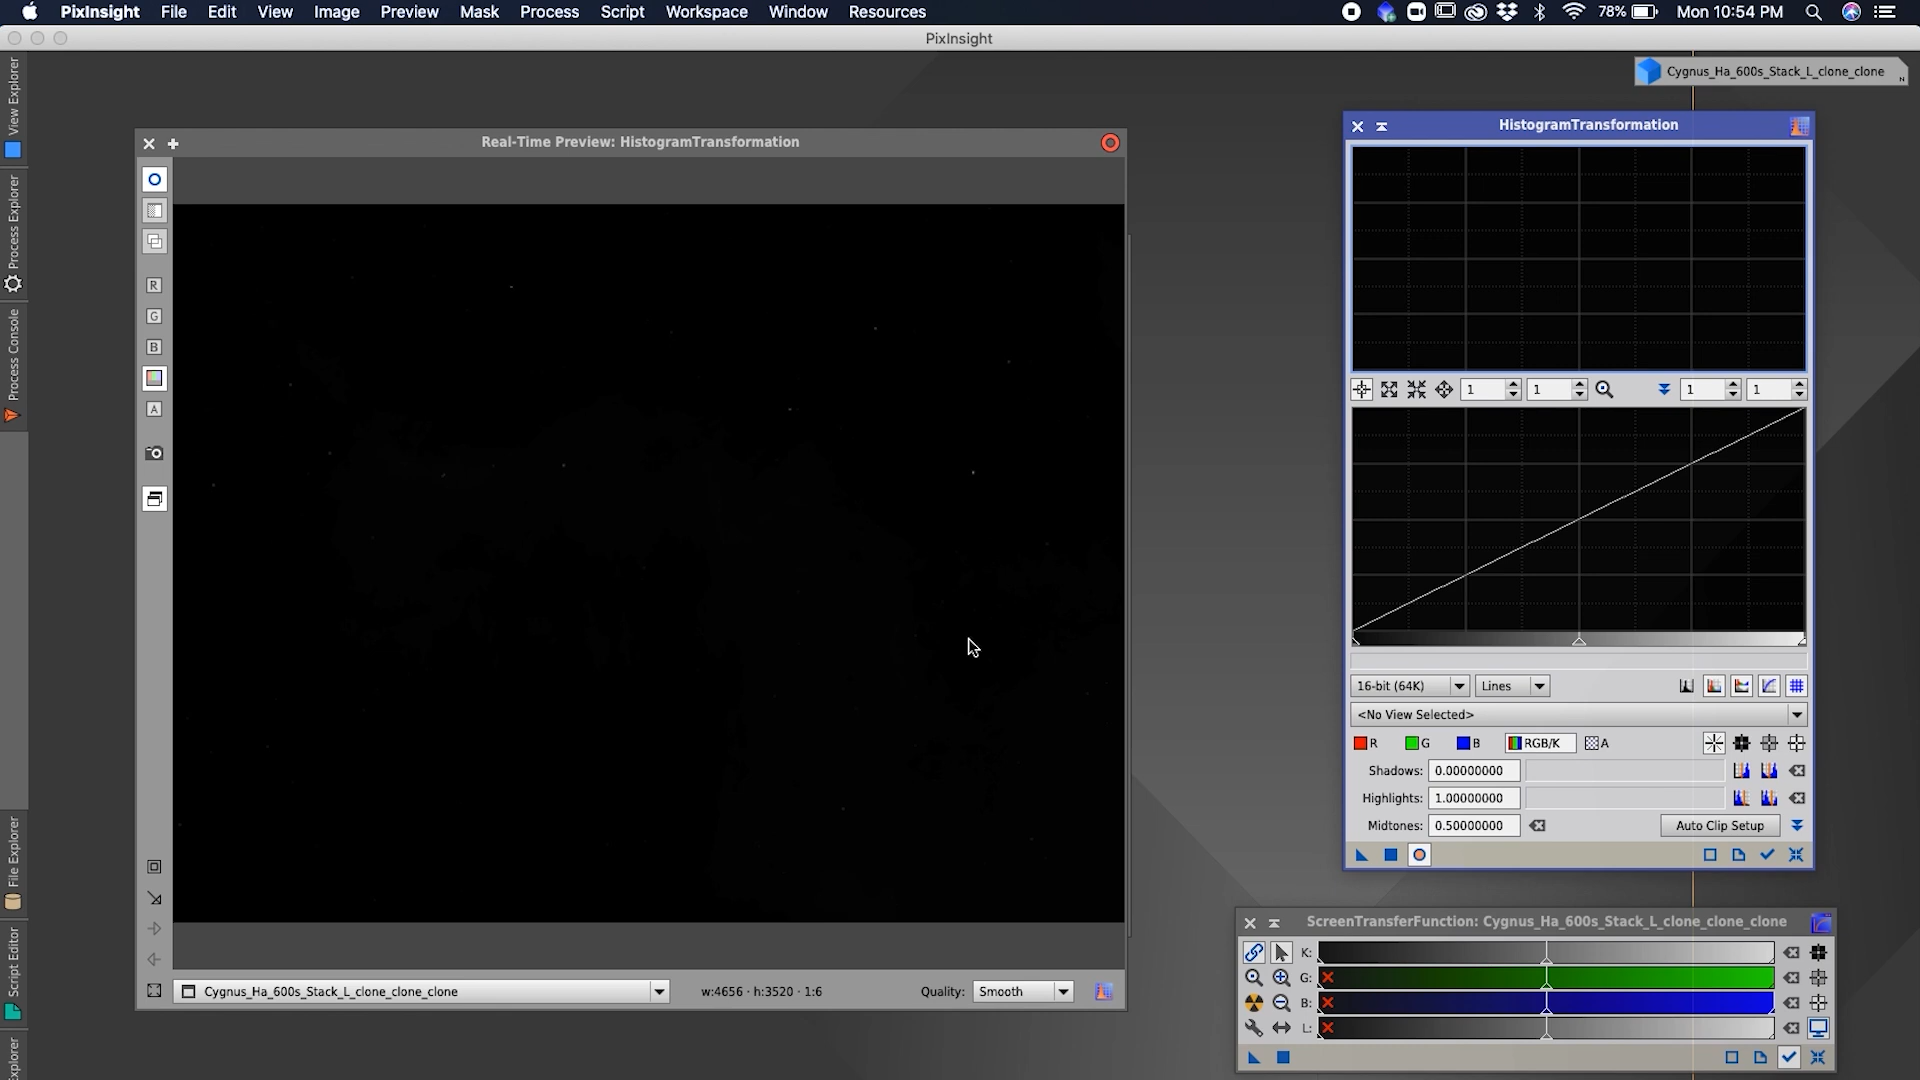 PixInsight File Edit View Image Preview Mask Process Script Workspace Window Resources 78% Mon 10:54 PM
PixInsight
View Explorer
Process Explorer
Process Console
File Explorer
Script Editor
Cygnus_Ha_600s_Stack_L_clone_clone
N
Real-Time Preview: HistogramTransformation
R
G
B
A
Cygnus_Ha_600s_Stack_L_clone_clone_clone w:4656 · h:3520 · 1:6 Quality: Smooth
HistogramTransformation
1 1 1 1
16-bit (64K) Lines
<No View Selected>
R G B RGB/K A
Shadows: 0.00000000
Highlights: 1.00000000
Midtones: 0.50000000 Auto Clip Setup
ScreenTransferFunction: Cygnus_Ha_600s_Stack_L_clone_clone_clone
K:
G:
B:
L: